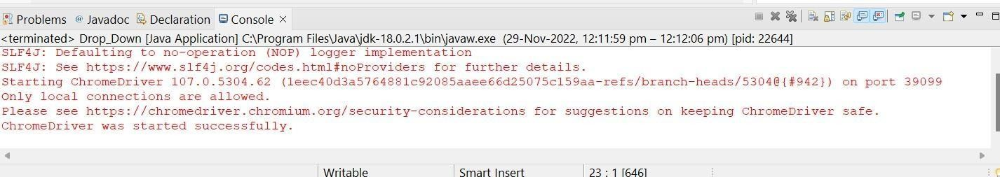 Problems @ Javadoc Declaration Console
<terminated> Drop_Down [Java Application] C:\Program Files\Java\jdk-18.0.2.1\bin\javaw.exe (29-Nov-2022, 12:11:59 pm – 12:12:06 pm) [pid: 22644]
SLF4J: Defaulting to no-operation (NOP) logger implementation
SLF4J: See https://www.slf4j.org/codes.html#noProviders for further details.
Starting ChromeDriver 107.0.5304.62 (1eec40d3a5764881c92085aaee66d25075c159aa-refs/branch-heads/5304@{#942}) on port 39099
Only local connections are allowed.
Please see https://chromedriver.chromium.org/security-considerations for suggestions on keeping ChromeDriver safe.
ChromeDriver was started successfully.
Writable Smart Insert 23 : 1 [646]